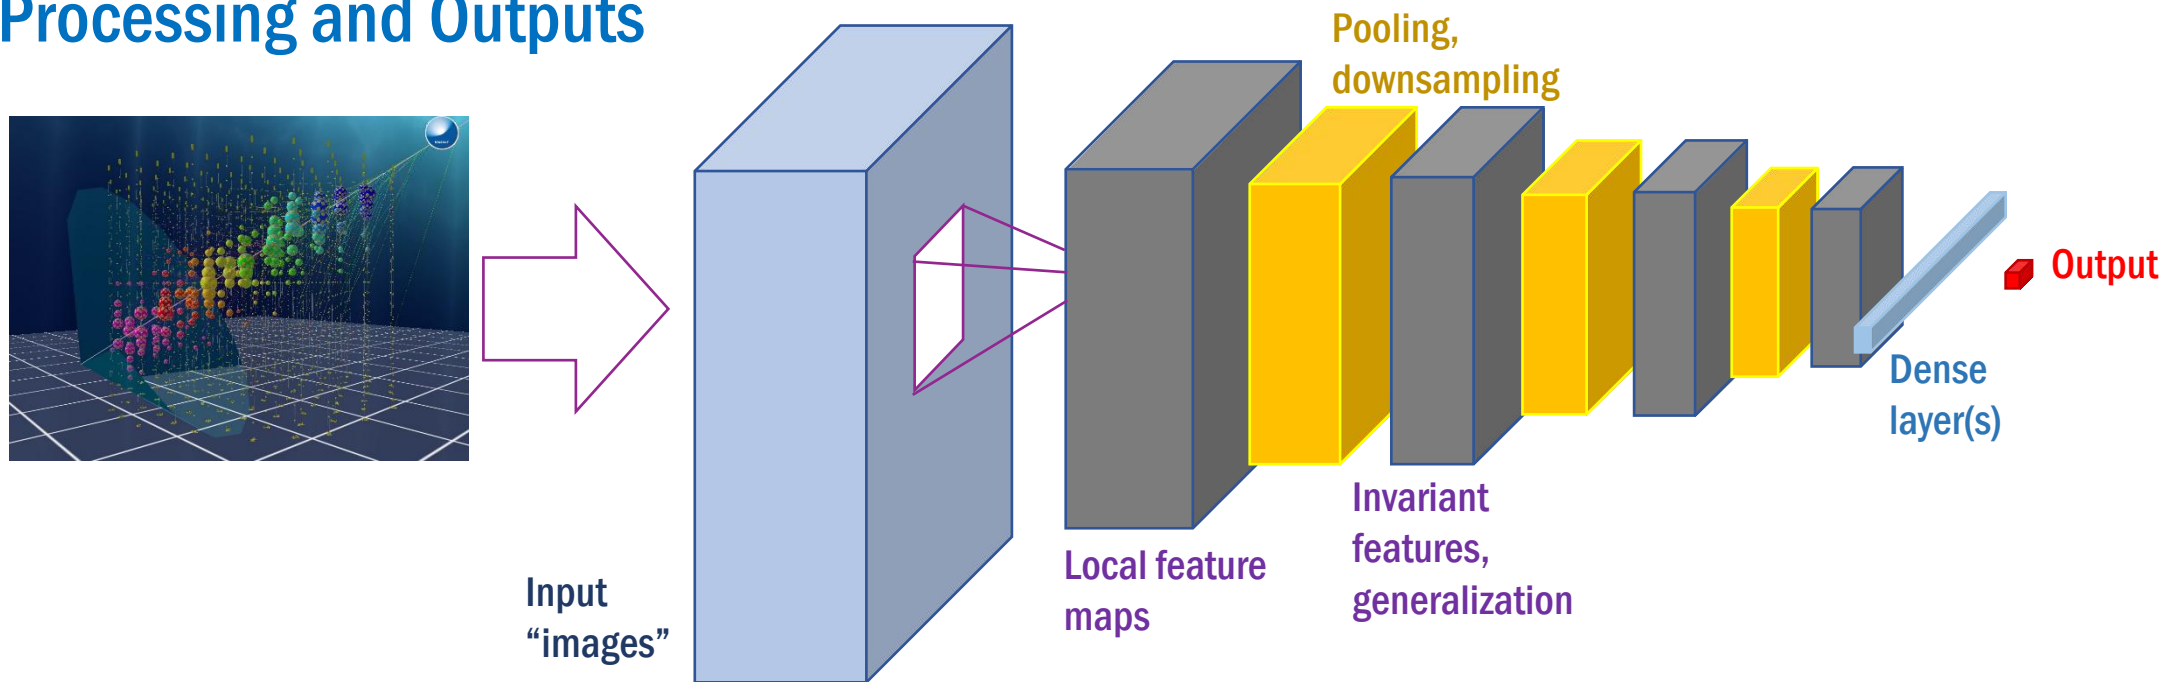 Processing and Outputs
Pooling,
downsampling
Output
Dense
layer(s)
Invariant
features,
generalization
Local feature
maps
Input
“images”